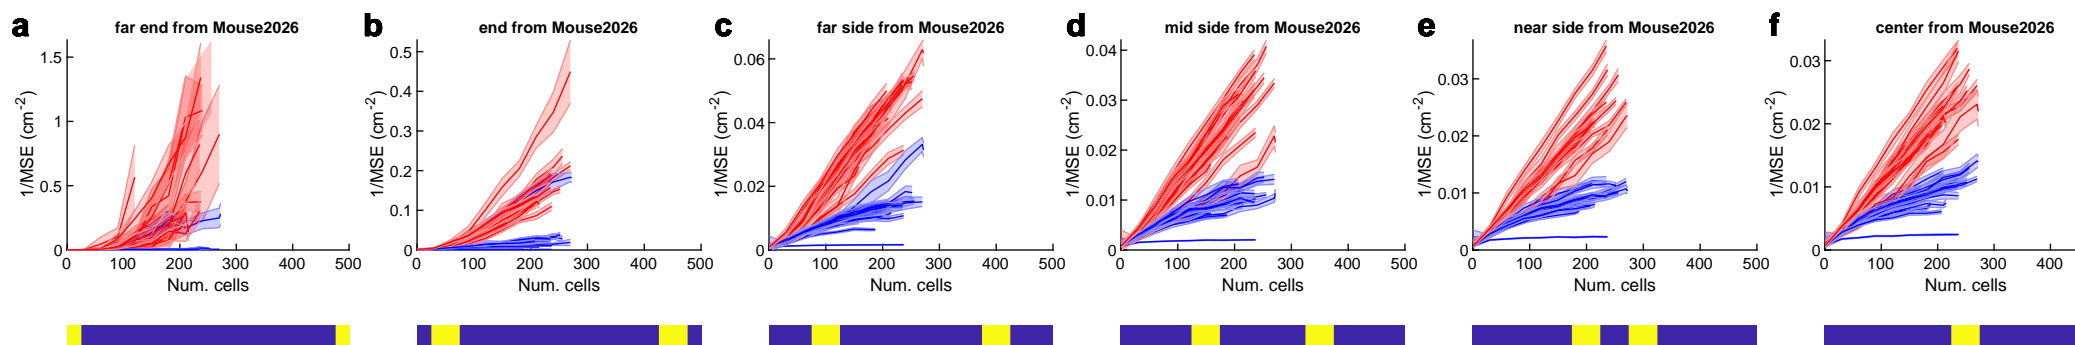 a far end from Mouse2026
1.5
1
0.5
0
1/MSE (cm-2)
0 100 200 300 400 500
Num. cells
b end from Mouse2026
0.5
0.4
0.3
0.2
0.1
0
1/MSE (cm-2)
0 100 200 300 400 500
Num. cells
c far side from Mouse2026
0.06
0.04
0.02
0
1/MSE (cm-2)
0 100 200 300 400 500
Num. cells
d mid side from Mouse2026
0.04
0.03
0.02
0.01
0
1/MSE (cm-2)
0 100 200 300 400 500
Num. cells
e near side from Mouse2026
0.03
0.02
0.01
0
1/MSE (cm-2)
0 100 200 300 400 500
Num. cells
f center from Mouse2026
0.03
0.02
0.01
0
1/MSE (cm-2)
0 100 200 300 400
Num. cells